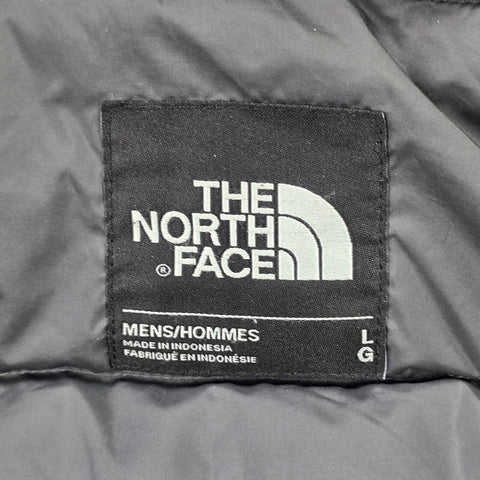 THE
NORTH
® FACE
MENS/HOMMES
MADE IN INDONESIA
FABRIQUÉ EN INDONÉSIE
L
G